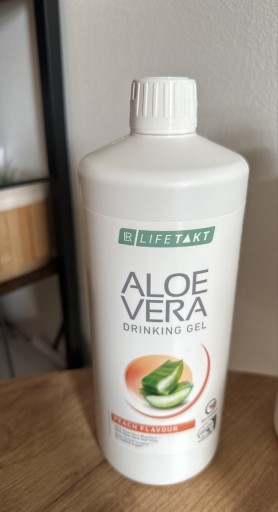 LR LIFETAKT
ALOE
VERA
DRINKING GEL
PEACH FLAVOUR